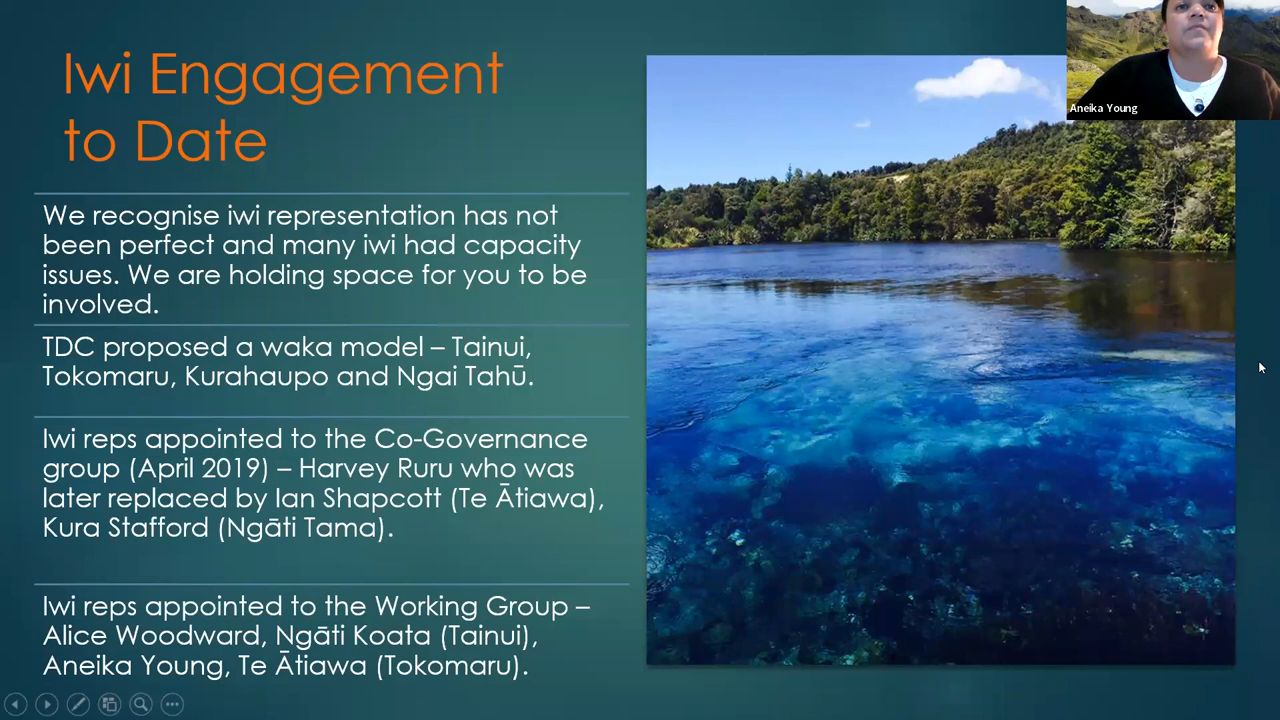 Iwi Engagement
to Date
Aneika Young
We recognise iwi representation has not
been perfect and many iwi had capacity
issues. We are holding space for you to be
involved.
TDC proposed a waka model – Tainui,
Tokomaru, Kurahaupo and Ngai Tahū.
Iwi reps appointed to the Co-Governance
group (April 2019) – Harvey Ruru who was
later replaced by Ian Shapcott (Te Ātiawa),
Kura Stafford (Ngāti Tama).
Iwi reps appointed to the Working Group –
Alice Woodward, Ngāti Koata (Tainui),
Aneika Young, Te Ātiawa (Tokomaru).